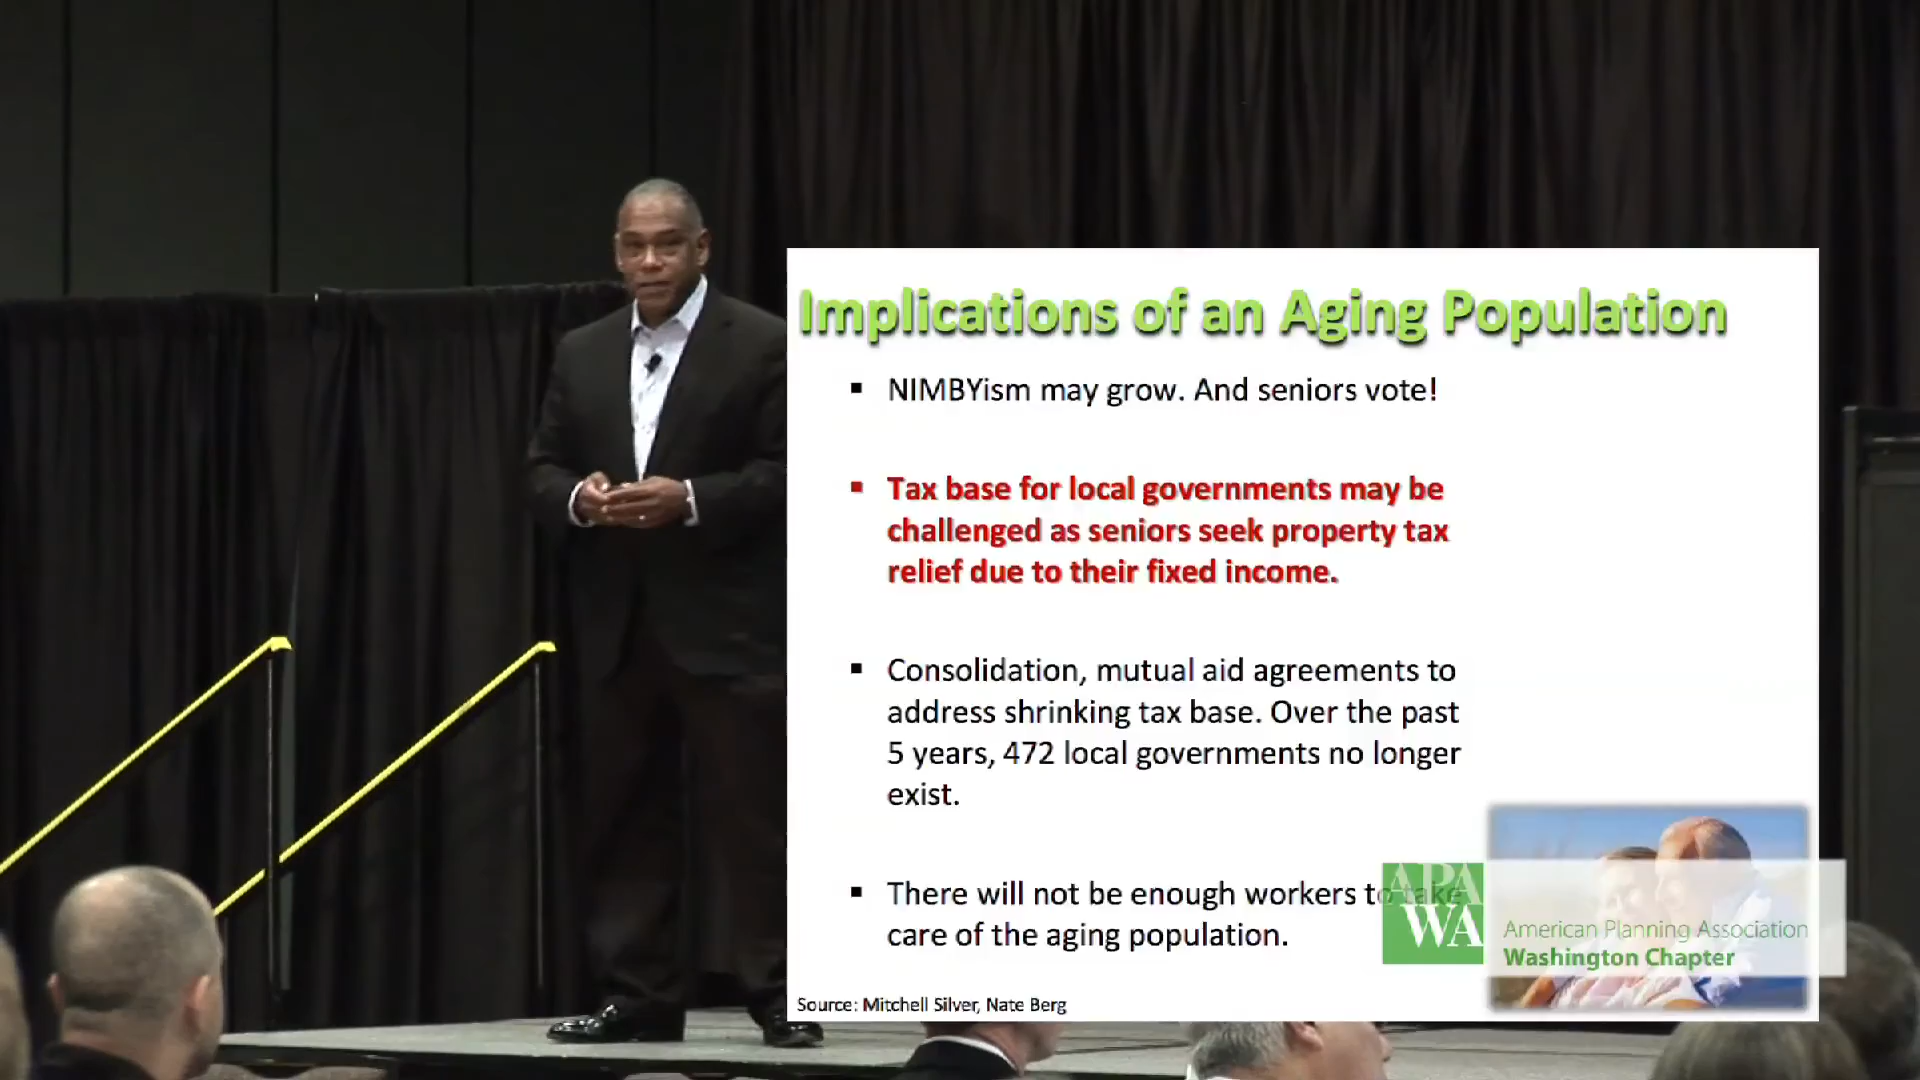 Implications of an Aging Population
▪ NIMBYism may grow. And seniors vote!
▪ Tax base for local governments may be
challenged as seniors seek property tax
relief due to their fixed income.
▪ Consolidation, mutual aid agreements to
address shrinking tax base. Over the past
5 years, 472 local governments no longer
exist.
▪ There will not be enough workers to take
care of the aging population.
APA
WA
American Planning Association
Washington Chapter
Source: Mitchell Silver, Nate Berg